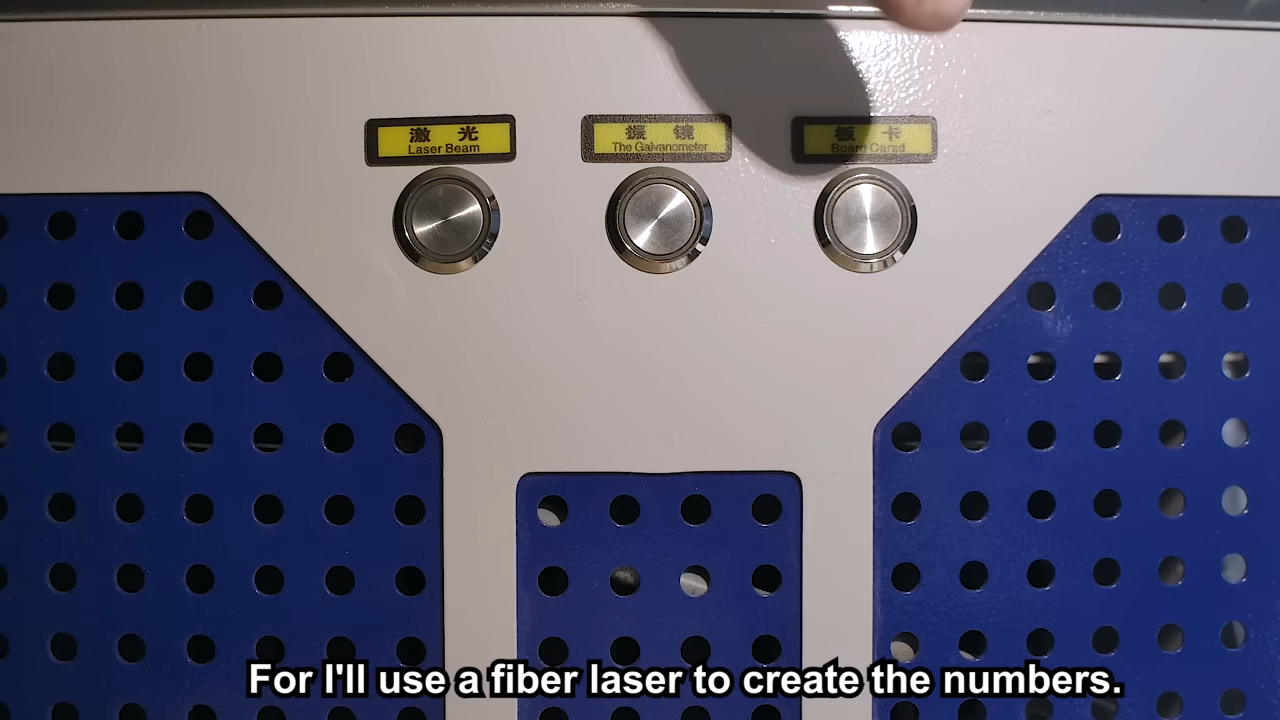 激 光
Laser Beam
振 镜
The Galvanometer
板 卡
Board Carsd
For I'll use a fiber laser to create the numbers.